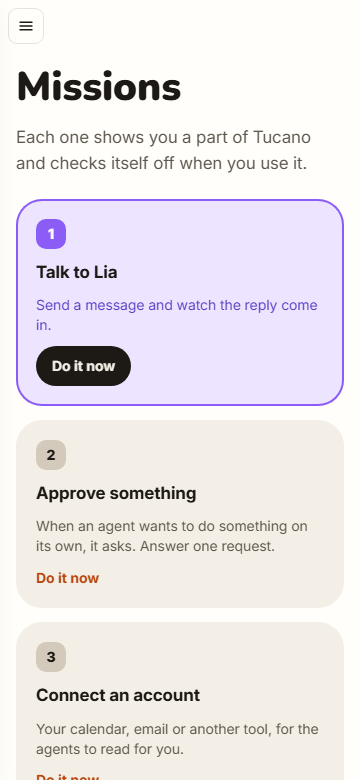 Missions
Each one shows you a part of Tucano
and checks itself off when you use it.
1
Talk to Lia
Send a message and watch the reply come
in.
Do it now
2
Approve something
When an agent wants to do something on
its own, it asks. Answer one request.
Do it now
3
Connect an account
Your calendar, email or another tool, for the
agents to read for you.
Do it now